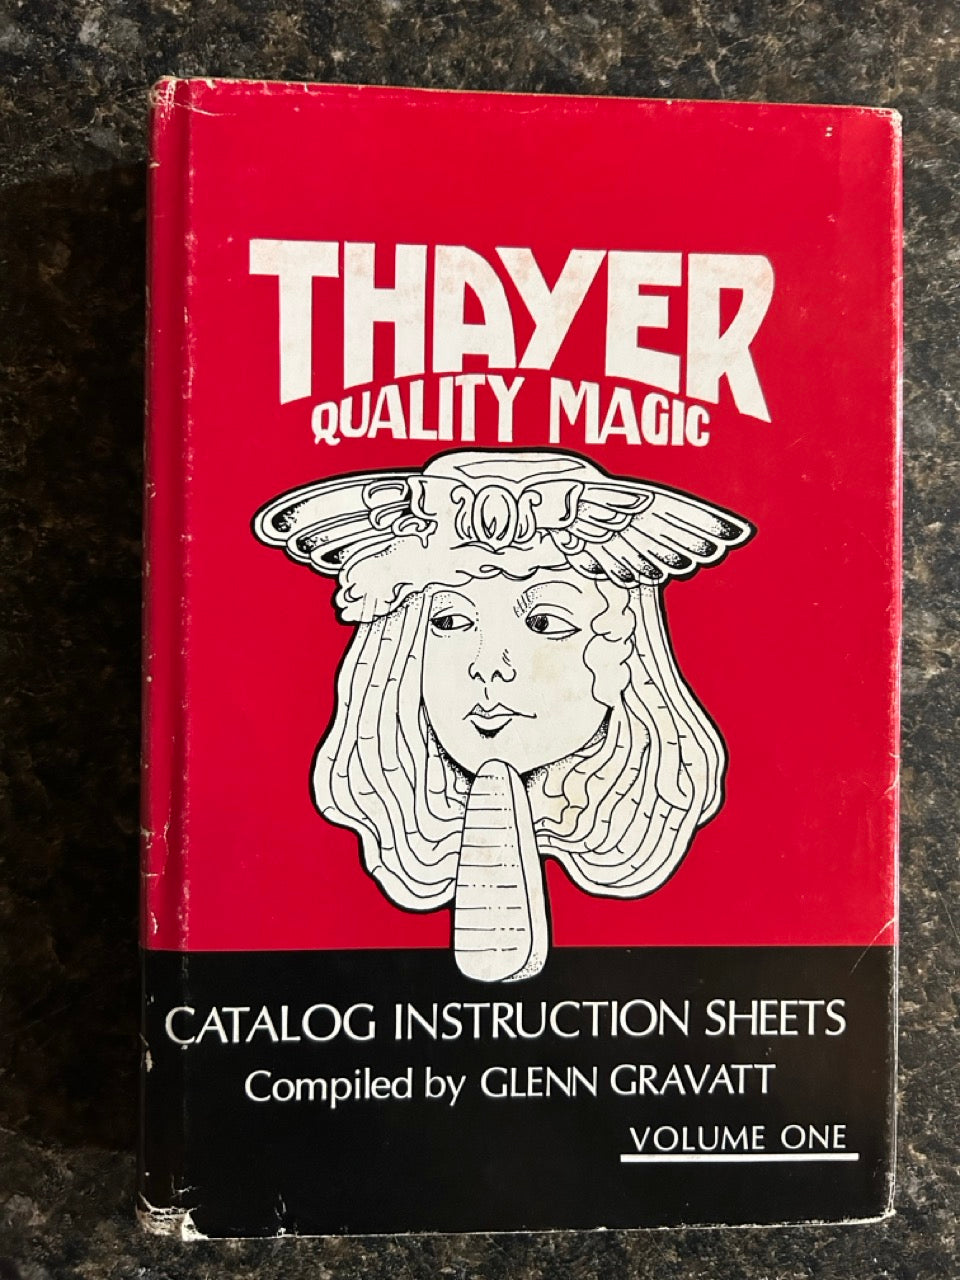 THAYER
QUALITY MAGIC
CATALOG INSTRUCTION SHEETS
Compiled by GLENN GRAVATT
VOLUME ONE